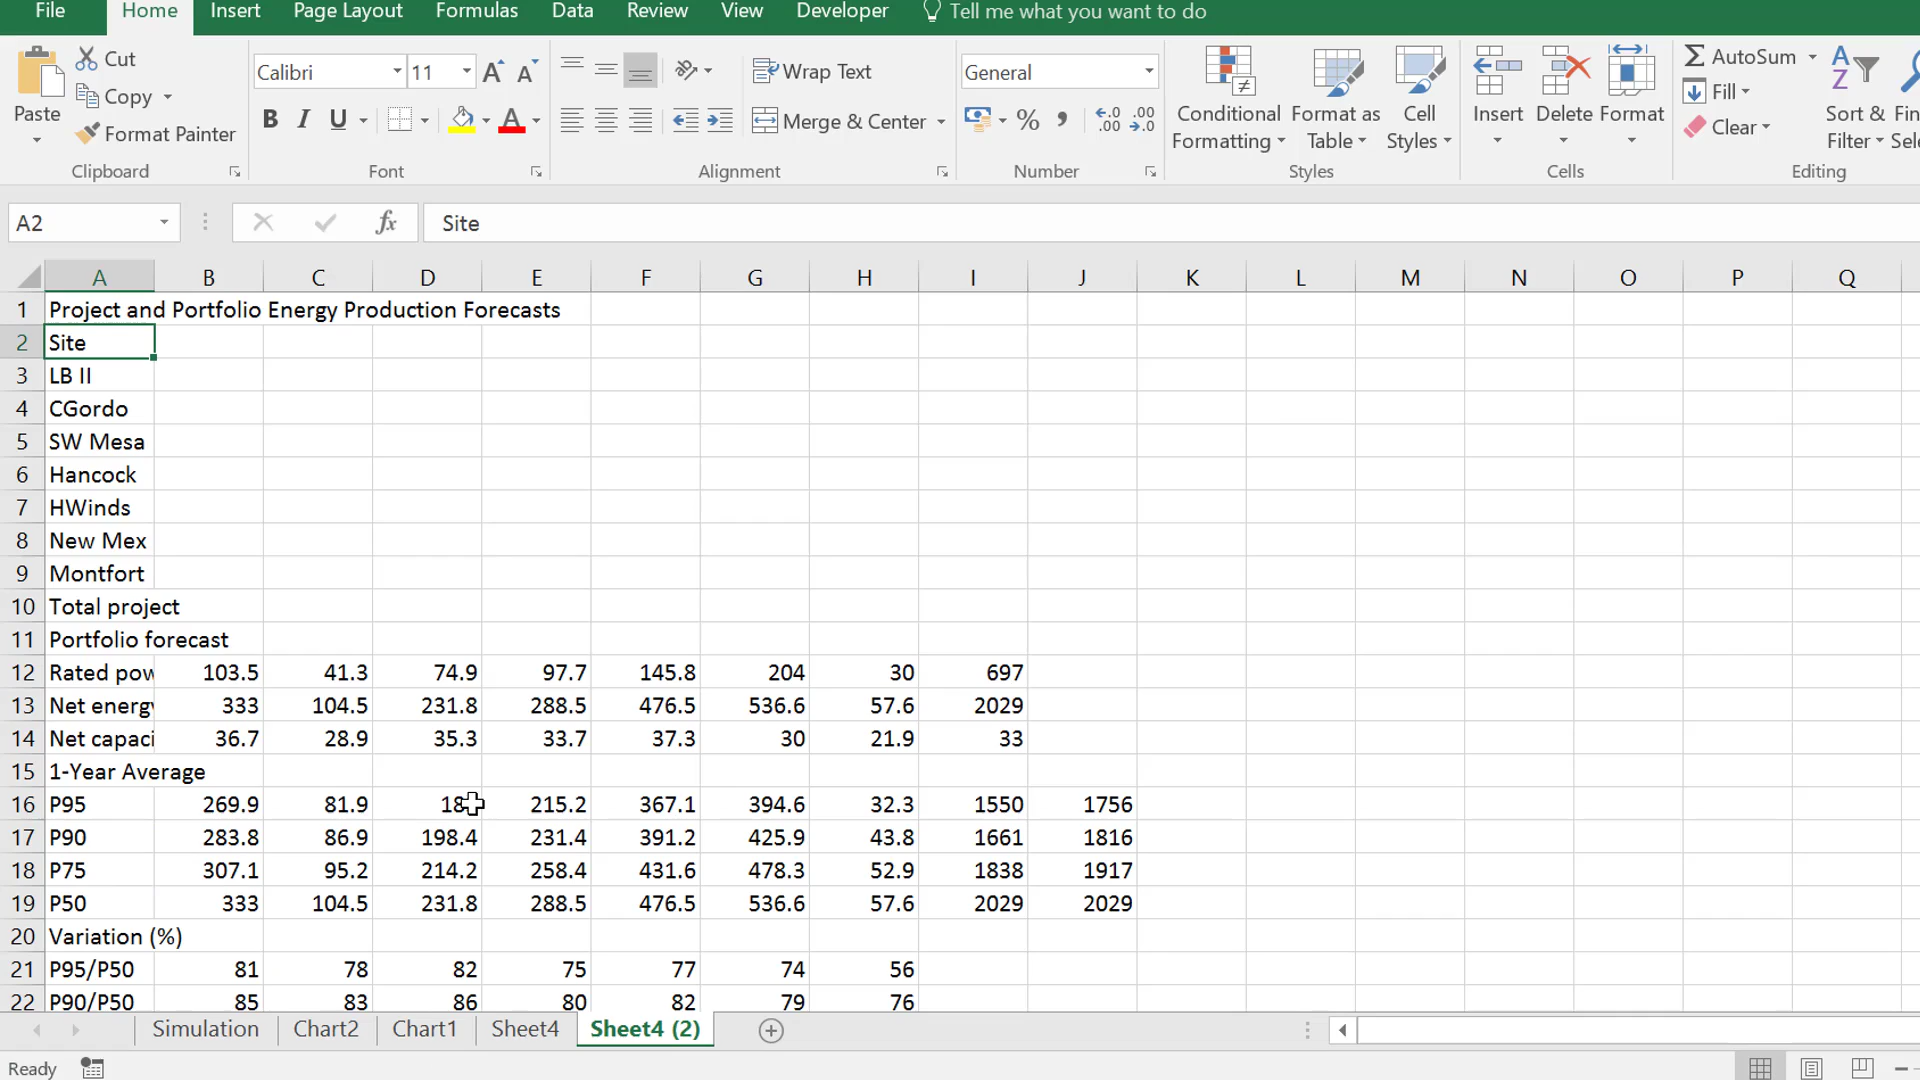 File Home Insert Page Layout Formulas Data Review View Developer Tell me what you want to do
Cut
Copy
Format Painter
Paste
Clipboard
Calibri 11
B I U
Font
Wrap Text
Merge & Center
Alignment
General
% , .00
Number
Conditional Formatting
Format as Table
Cell Styles
Styles
Insert Delete Format
Cells
AutoSum
Fill
Clear
Sort & Filter
Editing
A2 fx Site
A B C D E F G H I J K L M N O P Q
1 Project and Portfolio Energy Production Forecasts
2 Site
3 LB II
4 CGordo
5 SW Mesa
6 Hancock
7 HWinds
8 New Mex
9 Montfort
10 Total project
11 Portfolio forecast
12 Rated pow 103.5 41.3 74.9 97.7 145.8 204 30 697
13 Net energy 333 104.5 231.8 288.5 476.5 536.6 57.6 2029
14 Net capaci 36.7 28.9 35.3 33.7 37.3 30 21.9 33
15 1-Year Average
16 P95 269.9 81.9 215.2 367.1 394.6 32.3 1550 1756
17 P90 283.8 86.9 198.4 231.4 391.2 425.9 43.8 1661 1816
18 P75 307.1 95.2 214.2 258.4 431.6 478.3 52.9 1838 1917
19 P50 333 104.5 231.8 288.5 476.5 536.6 57.6 2029 2029
20 Variation (%)
21 P95/P50 81 78 82 75 77 74 56
22 P90/P50 85 83 86 80 82 79 76
Simulation Chart2 Chart1 Sheet4 Sheet4 (2)
Ready